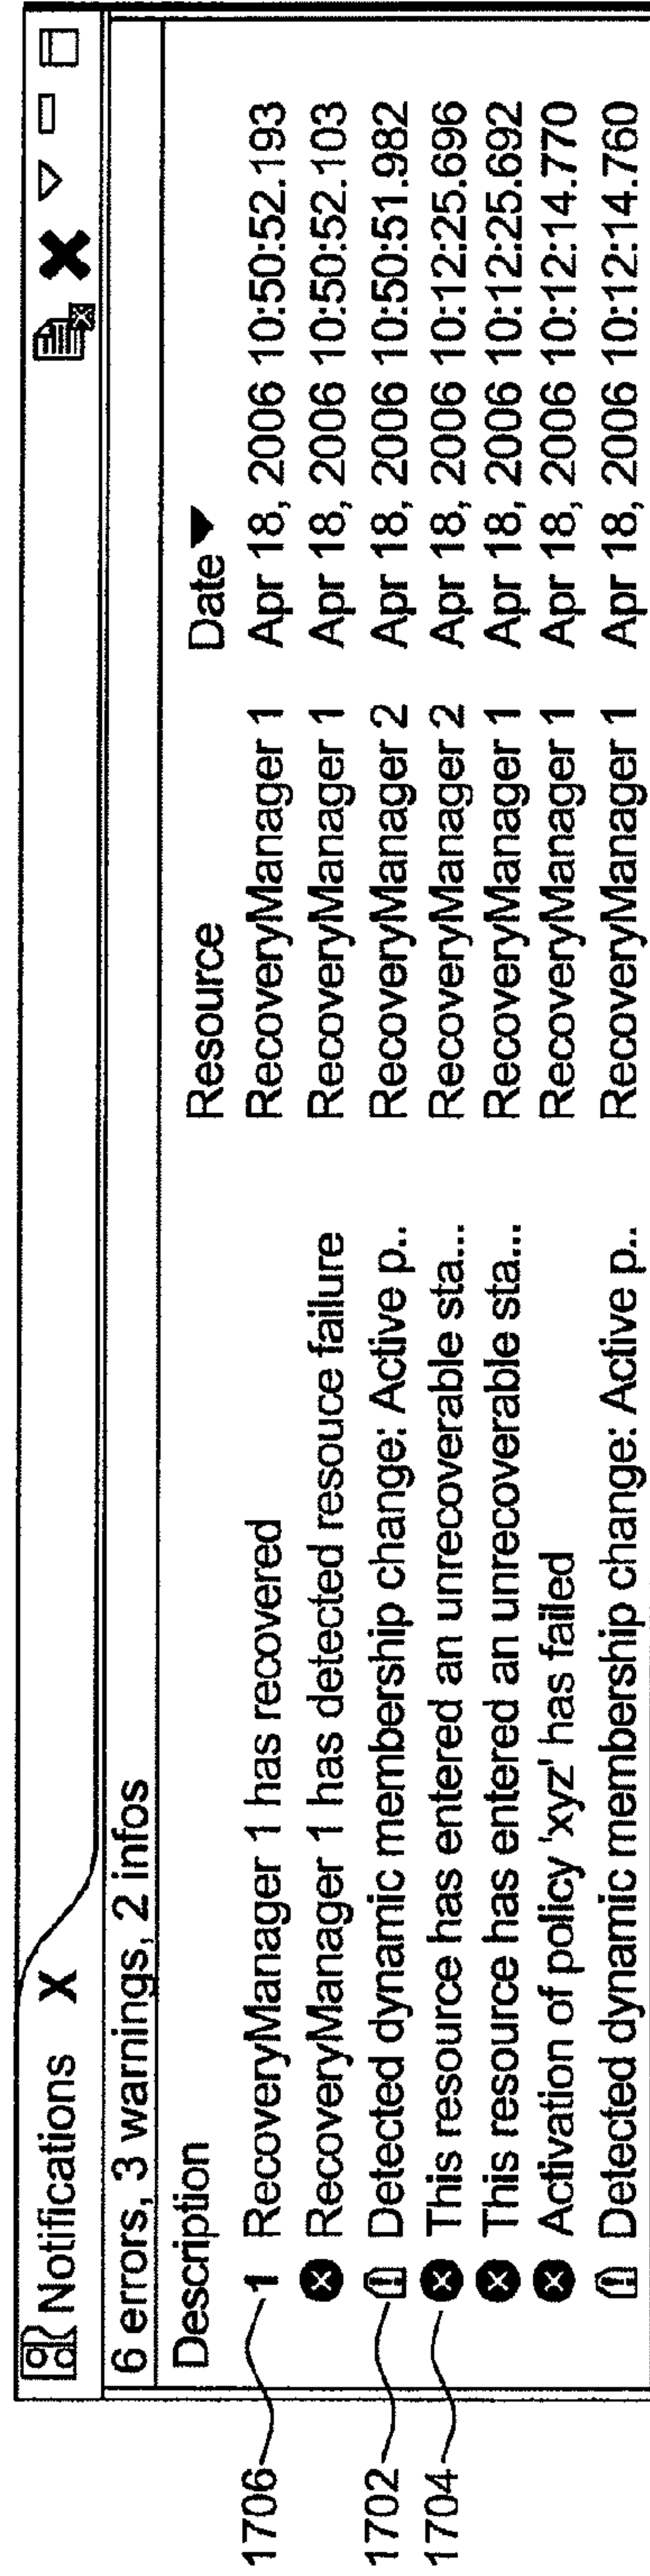 Notifications X
6 errors, 3 warnings, 2 infos
Description Resource Date
1706 1 RecoveryManager 1 has recovered RecoveryManager 1 Apr 18, 2006 10:50:52.193
RecoveryManager 1 has detected resouce failure RecoveryManager 1 Apr 18, 2006 10:50:52.103
1702 Detected dynamic membership change: Active p.. RecoveryManager 2 Apr 18, 2006 10:50:51.982
1704 This resource has entered an unrecoverable sta... RecoveryManager 2 Apr 18, 2006 10:12:25.696
This resource has entered an unrecoverable sta... RecoveryManager 1 Apr 18, 2006 10:12:25.692
Activation of policy 'xyz' has failed RecoveryManager 1 Apr 18, 2006 10:12:14.770
Detected dynamic membership change: Active p.. RecoveryManager 1 Apr 18, 2006 10:12:14.760